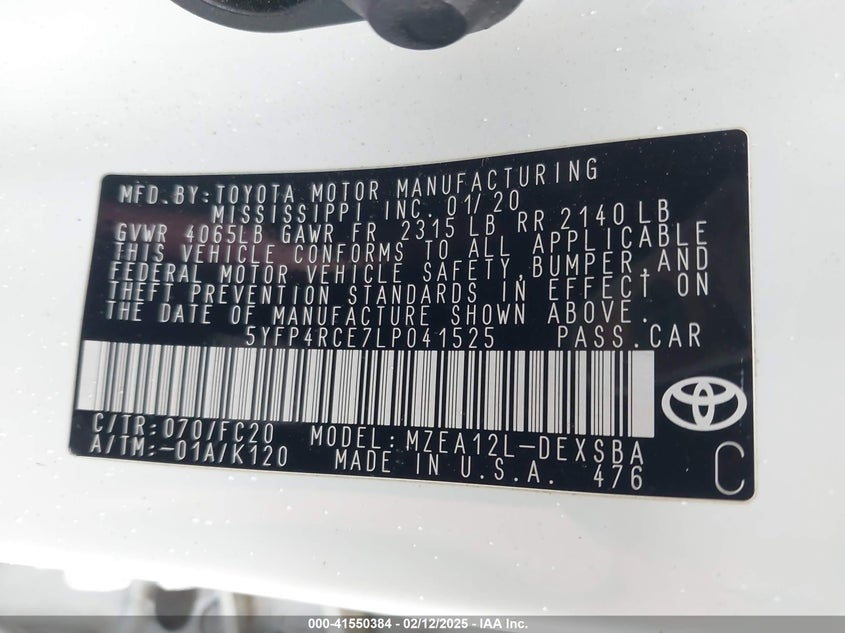 MFD. BY: TOYOTA MOTOR MANUFACTURING
MISSISSIPPI INC. 01/20
GVWR 4065LB GAWR FR 2315 LB RR 2140 LB
THIS VEHICLE CONFORMS TO ALL APPLICABLE
FEDERAL MOTOR VEHICLE SAFETY, BUMPER, AND
THEFT PREVENTION STANDARDS IN EFFECT ON
THE DATE OF MANUFACTURE SHOWN ABOVE.
5YFP4RCE7LP041525 PASS. CAR
C/TR: 070/FC20 MODEL: MZEA12L-DEXSBA
A/TM: -01A/K120 MADE IN U.S.A. 476
C
000-41550384 - 02/12/2025 - IAA Inc.